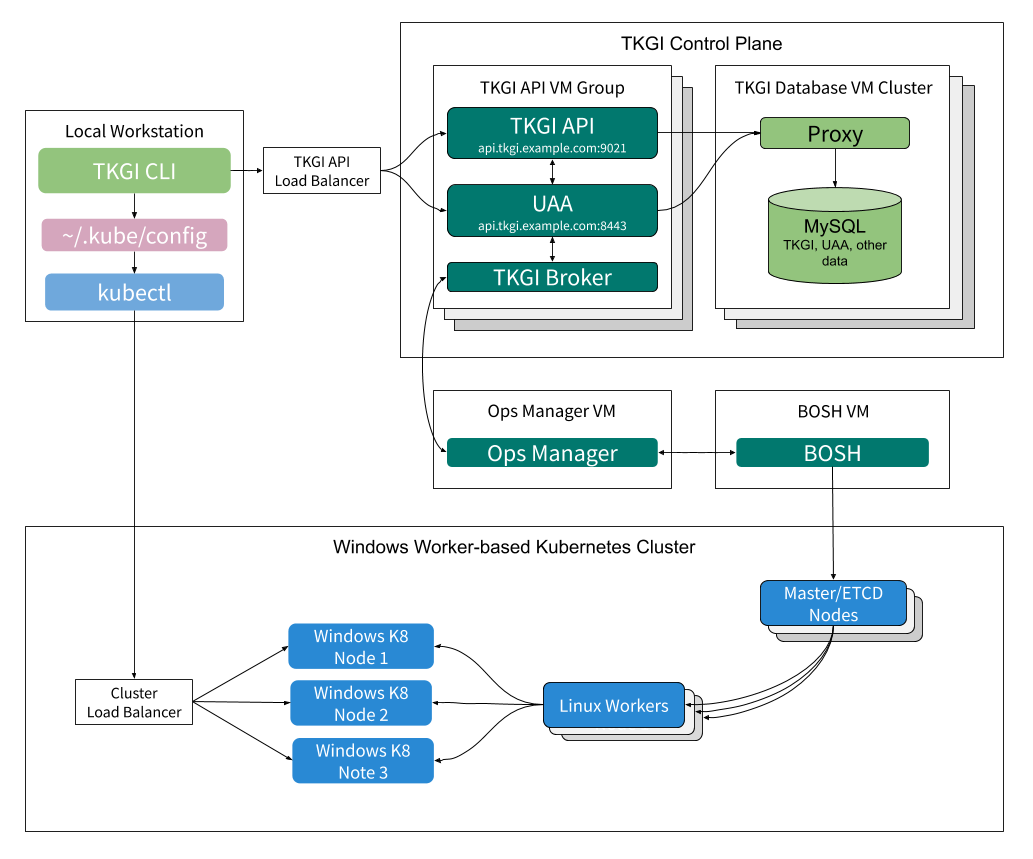 TKGI Control Plane
TKGI API VM Group
TKGI API
api.tkgi.example.com:9021
UAA
api.tkgi.example.com:8443
TKGI Broker
TKGI Database VM Cluster
Proxy
MySQL
TKGI, UAA, other
data
Local Workstation
TKGI CLI
~/.kube/config
kubectl
TKGI API
Load Balancer
Ops Manager VM
Ops Manager
BOSH VM
BOSH
Windows Worker-based Kubernetes Cluster
Master/ETCD
Nodes
Windows K8
Node 1
Windows K8
Node 2
Windows K8
Note 3
Linux Workers
Cluster
Load Balancer